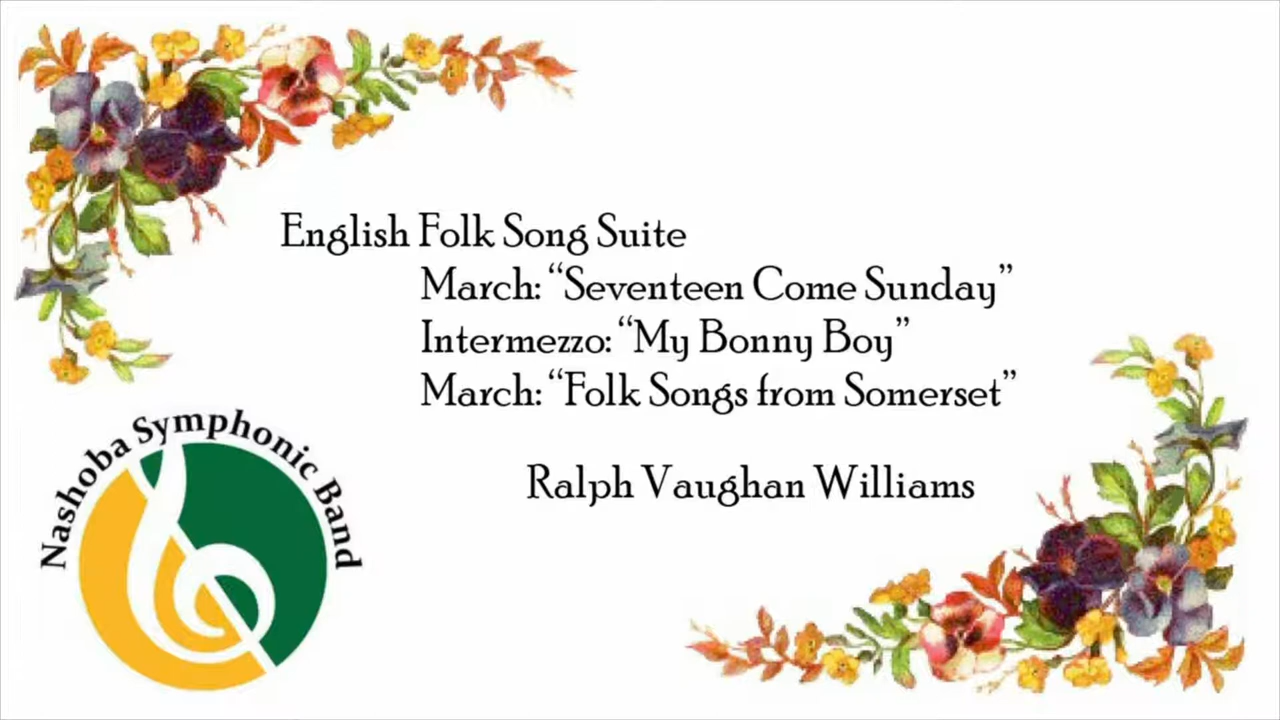 English Folk Song Suite
March: “Seventeen Come Sunday”
Intermezzo: “My Bonny Boy”
March: “Folk Songs from Somerset”
Ralph Vaughan Williams
Nashoba Symphonic Band